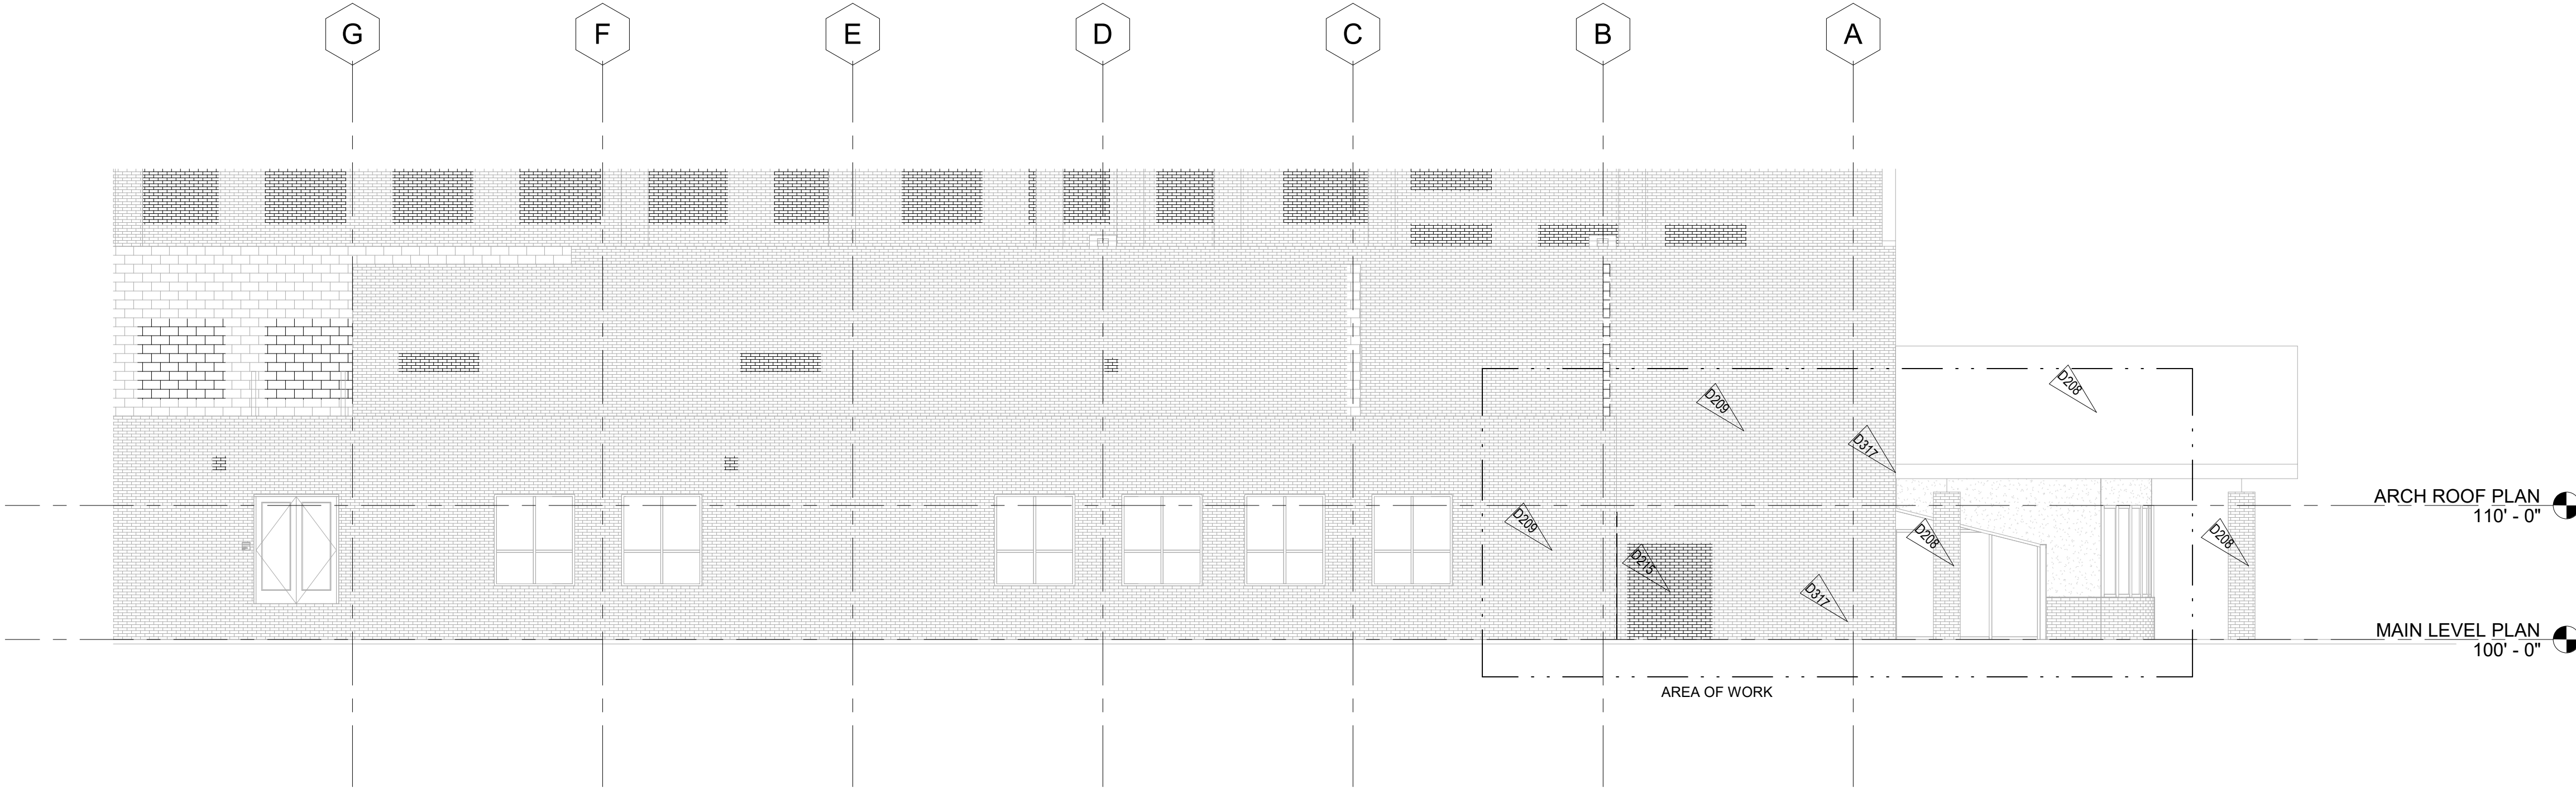 G
F
E
D
C
B
A
D208
D209
D317
ARCH ROOF PLAN
110' - 0"
D209
D208
D208
D215
D317
MAIN LEVEL PLAN
100' - 0"
AREA OF WORK